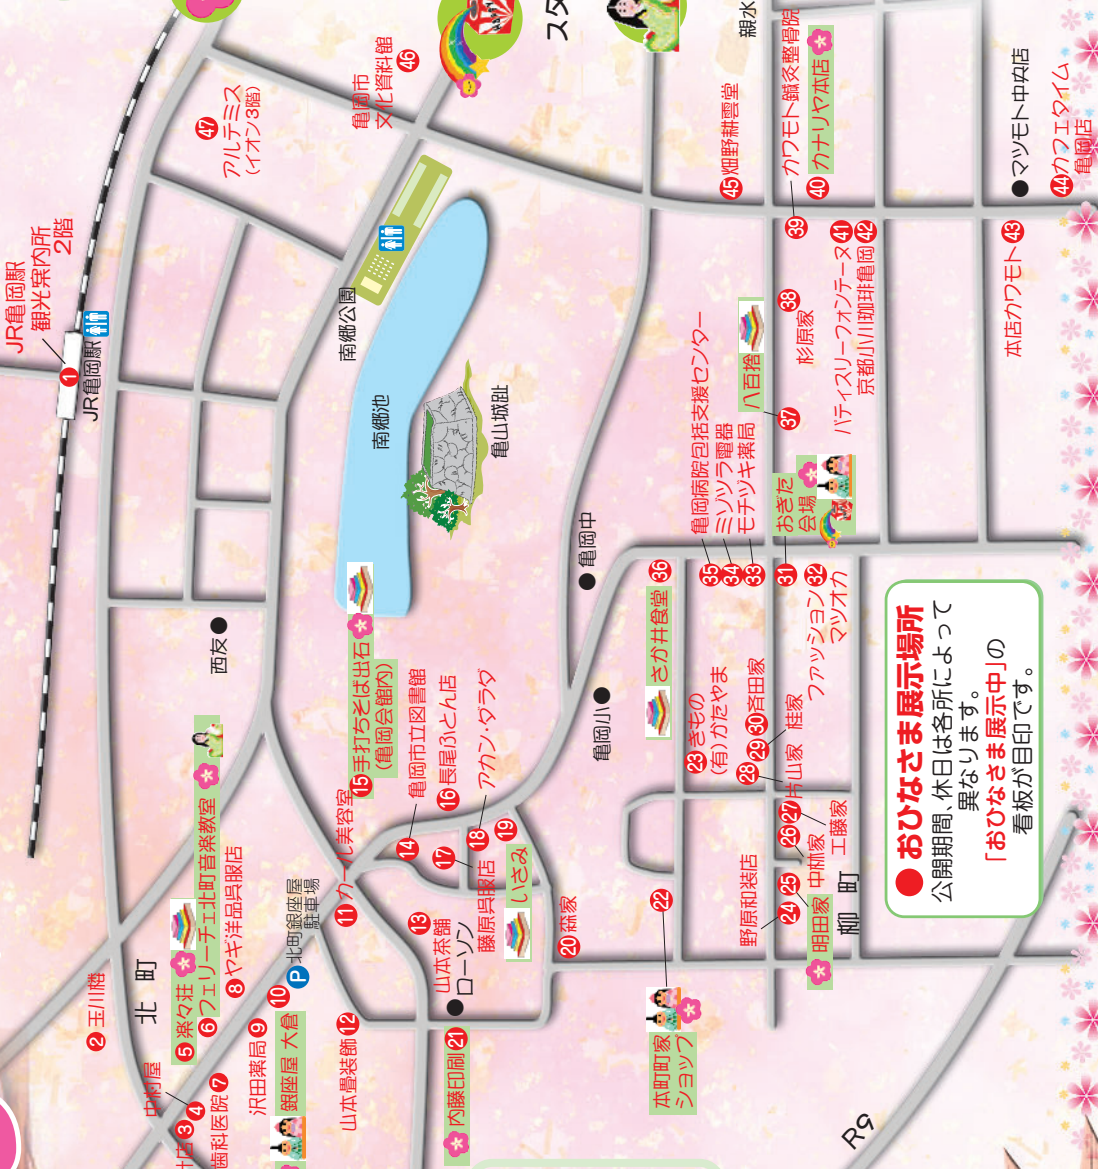 JR亀岡駅
観光案内所
2階
1
JR亀岡駅
47
アルテミス
(イオン3階)
亀岡市
文化資料館
46
スタ
親水
南郷公園
南郷池
亀山城趾
西友
亀岡中
亀岡小
2 玉川楼
北町
中村屋
4
3
歯科医院 7
5 楽々荘
6 フェリーチェ北町音楽教室
8 ヤギ洋品呉服店
沢田薬局 9
10
銀座屋 大倉
P 北町銀座屋
駐車場
11 カール美容室
山本畳装飾 12
13
山本茶舗
ローソン
14
亀岡市立図書館
15 手打ちそば出石
(亀岡会館内)
16 長尾ふとん店
17
藤原呉服店
18
アカン・ダラダ
19
いさみ
20 森家
内藤印刷 21
22
本町町家
ショップ
23 きもの
(有)かたやま
野原和装店
24
25
明田家
26
中林家
27
工藤家
柳町
28
片山家
29
桂家
30 斉田家
31
おぎた
会場
32
ファッション
マツオカ
33
モチヅキ薬局
34
ミゾヅラ電器
35
亀岡病院包括支援センター
さか井食堂 36
37
八百捨
38
杉原家
39
カワモト鍼灸整骨院
40 カナリヤ本店
パティスリーフォンテーヌ 41
京都小川珈琲亀岡 42
本店カワモト 43
マツモト中央店
44 カフェタイム
亀岡店
45 畑野耕雲堂
R9
● おひなさま展示場所
公開期間、休日は各所によって
異なります。
「おひなさま展示中」の
看板が目印です。